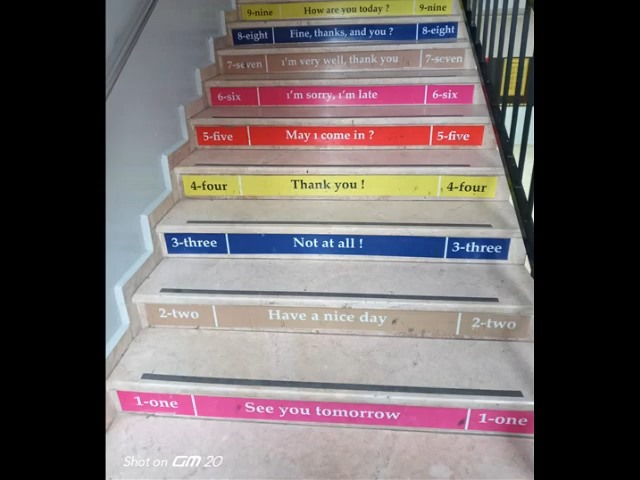 9-nine How are you today ? 9-nine
8-eight Fine, thanks, and you ? 8-eight
7-seven ı'm very well, thank you 7-seven
6-six ı'm sorry, ı'm late 6-six
5-five May ı come in ? 5-five
4-four Thank you ! 4-four
3-three Not at all ! 3-three
2-two Have a nice day 2-two
1-one See you tomorrow 1-one
Shot on GM 20